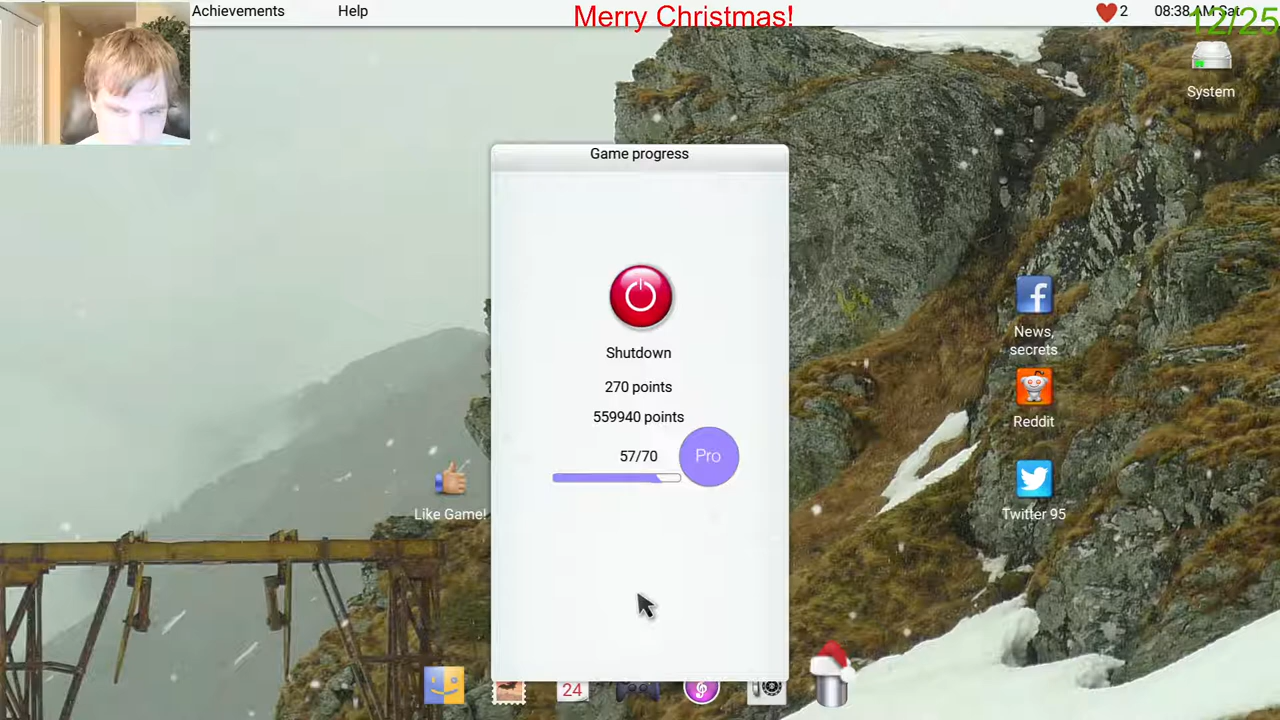 Achievements
Help
Merry Christmas!
2
08:38 AM Sat
12/25
System
Game progress
Shutdown
270 points
559940 points
57/70
Pro
News,
secrets
Reddit
Like Game!
Twitter 95
24